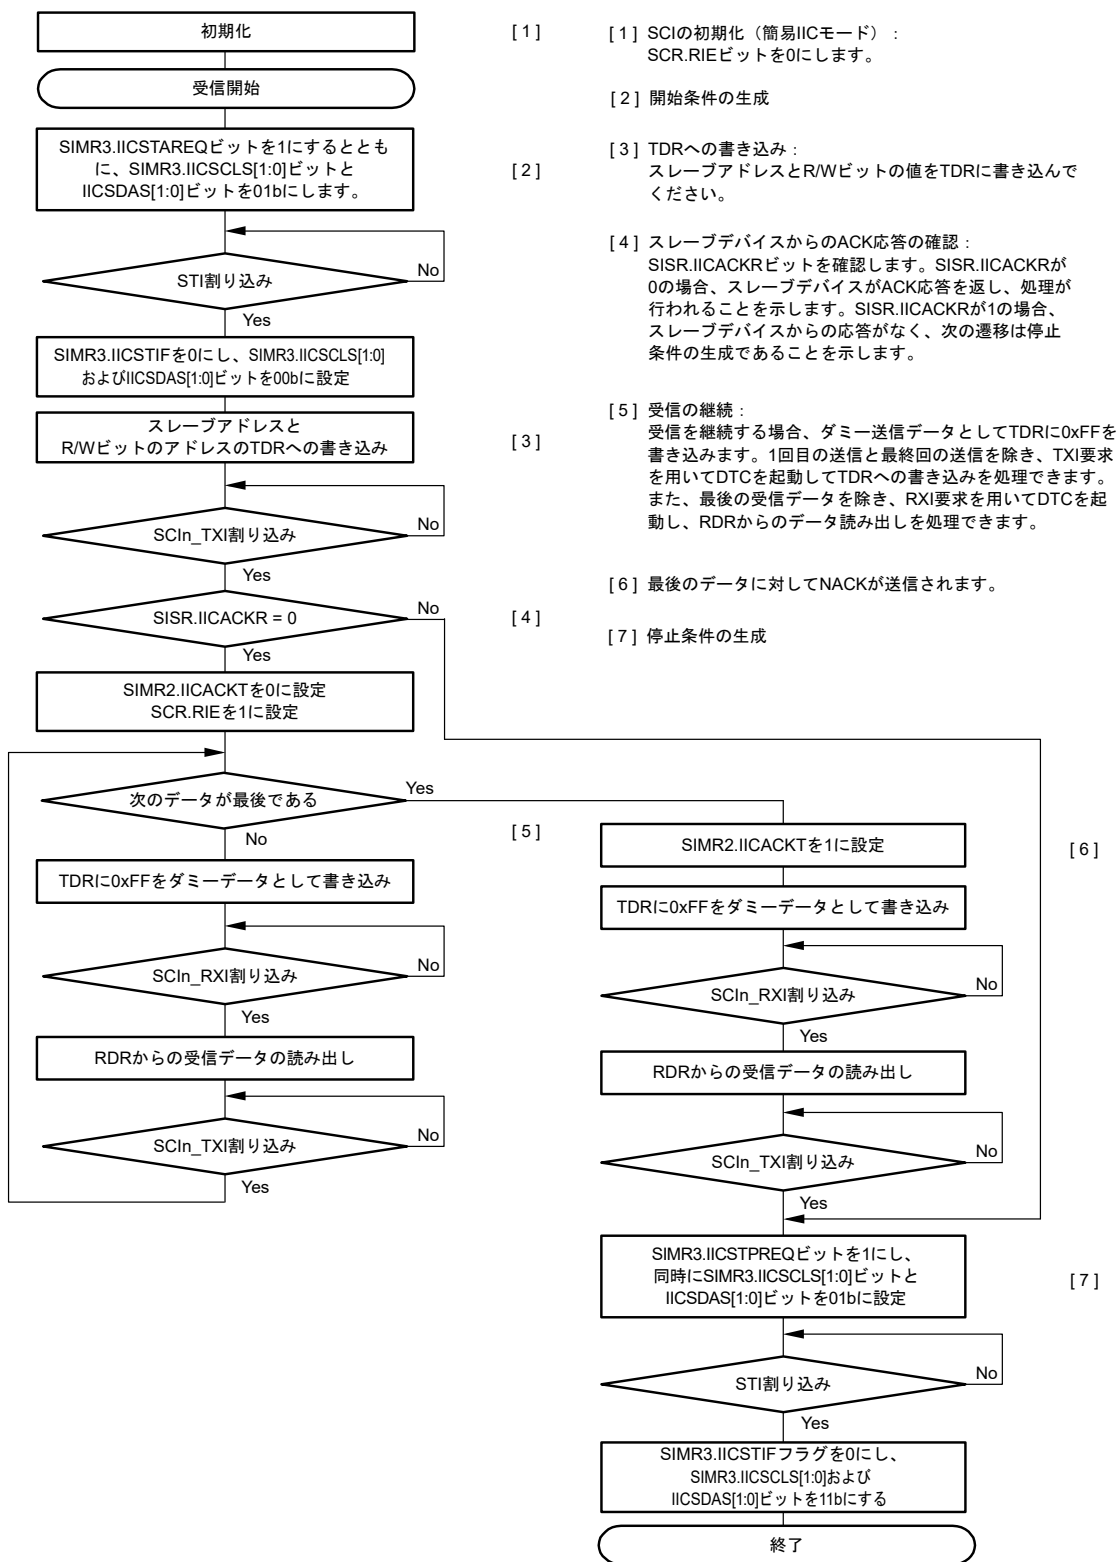 初期化
[ 1 ]
[ 1 ] SCIの初期化（簡易IICモード）：
SCR.RIEビットを0にします。
受信開始
[ 2 ] 開始条件の生成
SIMR3.IICSTAREQビットを1にするととも
に、SIMR3.IICSCLS[1:0]ビットと
IICSDAS[1:0]ビットを01bにします。
[ 2 ]
[ 3 ] TDRへの書き込み：
スレーブアドレスとR/Wビットの値をTDRに書き込んで
ください。
STI割り込み
No
Yes
[ 4 ] スレーブデバイスからのACK応答の確認：
SISR.IICACKRビットを確認します。SISR.IICACKRが
0の場合、スレーブデバイスがACK応答を返し、処理が
行われることを示します。SISR.IICACKRが1の場合、
スレーブデバイスからの応答がなく、次の遷移は停止
条件の生成であることを示します。
SIMR3.IICSTIFを0にし、SIMR3.IICSCLS[1:0]
およびIICSDAS[1:0]ビットを00bに設定
スレーブアドレスと
R/WビットのアドレスのTDRへの書き込み
[ 3 ]
[ 5 ] 受信の継続：
受信を継続する場合、ダミー送信データとしてTDRに0xFFを
書き込みます。1回目の送信と最終回の送信を除き、TXI要求
を用いてDTCを起動してTDRへの書き込みを処理できます。
また、最後の受信データを除き、RXI要求を用いてDTCを起
動し、RDRからのデータ読み出しを処理できます。
SCIn_TXI割り込み
No
Yes
[ 6 ] 最後のデータに対してNACKが送信されます。
SISR.IICACKR = 0
No
Yes
[ 4 ]
[ 7 ] 停止条件の生成
SIMR2.IICACKTを0に設定
SCR.RIEを1に設定
次のデータが最後である
Yes
No
[ 5 ]
TDRに0xFFをダミーデータとして書き込み
SCIn_RXI割り込み
No
Yes
RDRからの受信データの読み出し
SCIn_TXI割り込み
No
Yes
SIMR2.IICACKTを1に設定
[ 6 ]
TDRに0xFFをダミーデータとして書き込み
SCIn_RXI割り込み
No
Yes
RDRからの受信データの読み出し
SCIn_TXI割り込み
No
Yes
SIMR3.IICSTPREQビットを1にし、
同時にSIMR3.IICSCLS[1:0]ビットと
IICSDAS[1:0]ビットを01bに設定
[ 7 ]
STI割り込み
No
Yes
SIMR3.IICSTIFフラグを0にし、
SIMR3.IICSCLS[1:0]および
IICSDAS[1:0]ビットを11bにする
終了